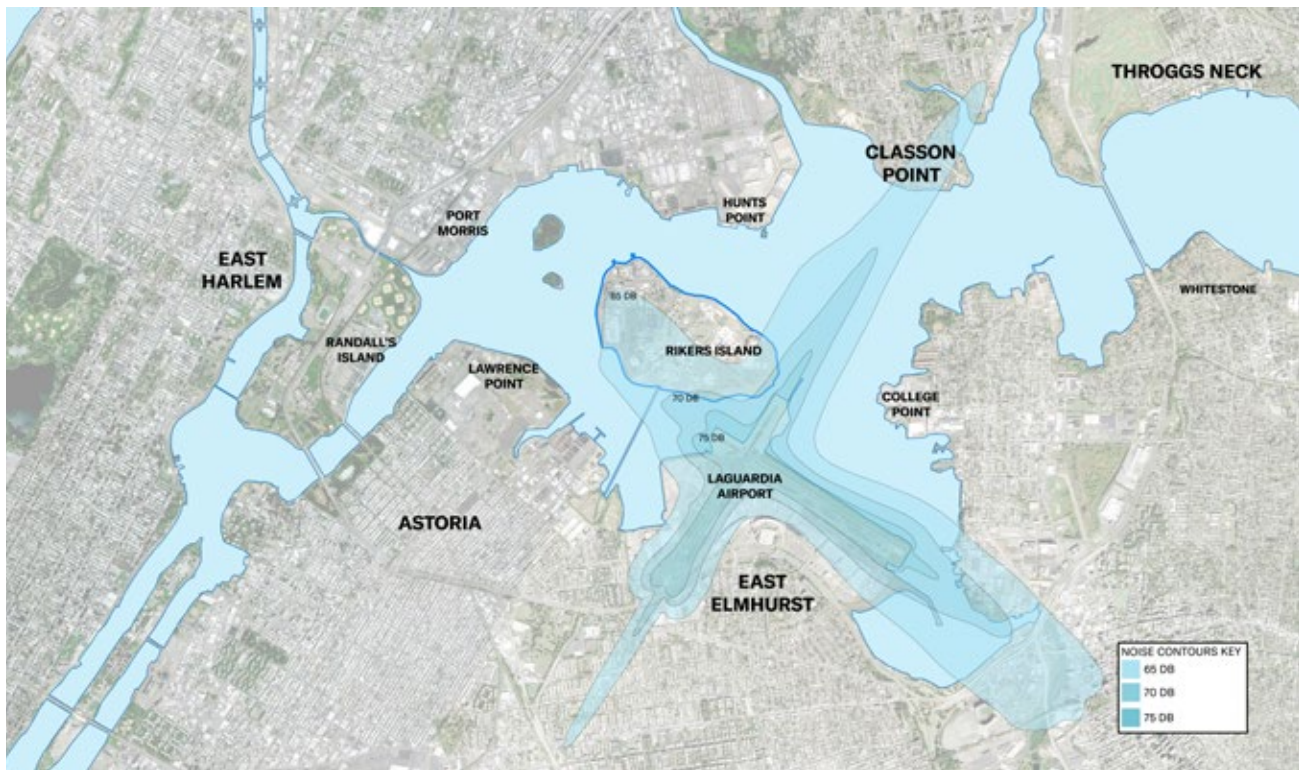 THROGGS NECK
CLASSON
POINT
HUNTS
POINT
PORT
MORRIS
EAST
HARLEM
WHITESTONE
65 DB
RANDALL'S
ISLAND
RIKERS ISLAND
LAWRENCE
POINT
70 DB
COLLEGE
POINT
75 DB
LAGUARDIA
AIRPORT
ASTORIA
EAST
ELMHURST
NOISE CONTOURS KEY
65 DB
70 DB
75 DB